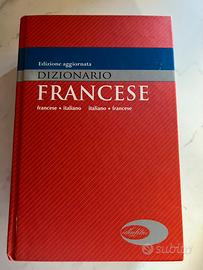 Edizione aggiornata
DIZIONARIO
FRANCESE
francese • italiano italiano • francese
subito